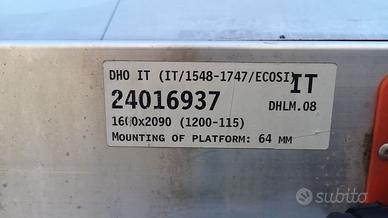 DHO IT (IT/1548-1747/ECOSI) IT
24016937 DHLM.08
1600x2090 (1200-115)
MOUNTING OF PLATFORM: 64 MM
subito